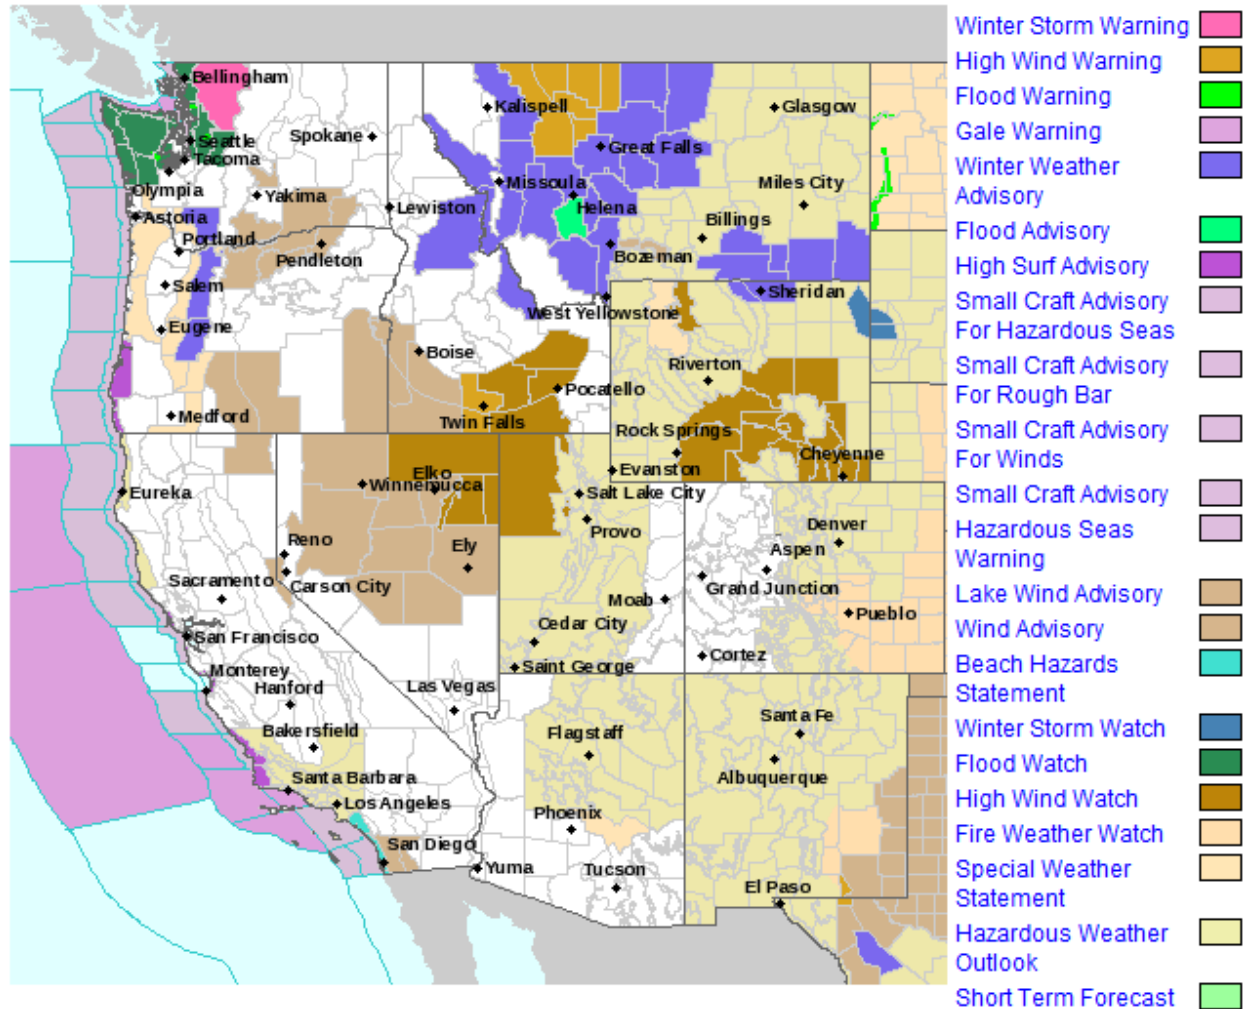 Winter Storm Warning
High Wind Warning
Flood Warning
Gale Warning
Winter Weather
Advisory
Flood Advisory
High Surf Advisory
Small Craft Advisory
For Hazardous Seas
Small Craft Advisory
For Rough Bar
Small Craft Advisory
For Winds
Small Craft Advisory
Hazardous Seas
Warning
Lake Wind Advisory
Wind Advisory
Beach Hazards
Statement
Winter Storm Watch
Flood Watch
High Wind Watch
Fire Weather Watch
Special Weather
Statement
Hazardous Weather
Outlook
Short Term Forecast
Bellingham
Kalispell
Glasgow
Spokane
Seattle
Great Falls
Tacoma
Olympia
Yakima
Missoula
Miles City
Lewiston
Helena
Astoria
Billings
Portland
Pendleton
Bozeman
Salem
Sheridan
West Yellowstone
Eugene
Boise
Riverton
Pocatello
Medford
Twin Falls
Rock Springs
Cheyenne
Elko
Evanston
Winnemucca
Eureka
Salt Lake City
Provo
Denver
Reno
Ely
Aspen
Sacramento
Carson City
Grand Junction
Moab
Pueblo
San Francisco
Cedar City
Cortez
Monterey
Saint George
Hanford
Las Vegas
Santa Fe
Bakersfield
Flagstaff
Santa Barbara
Albuquerque
Los Angeles
Phoenix
San Diego
Yuma
Tucson
El Paso